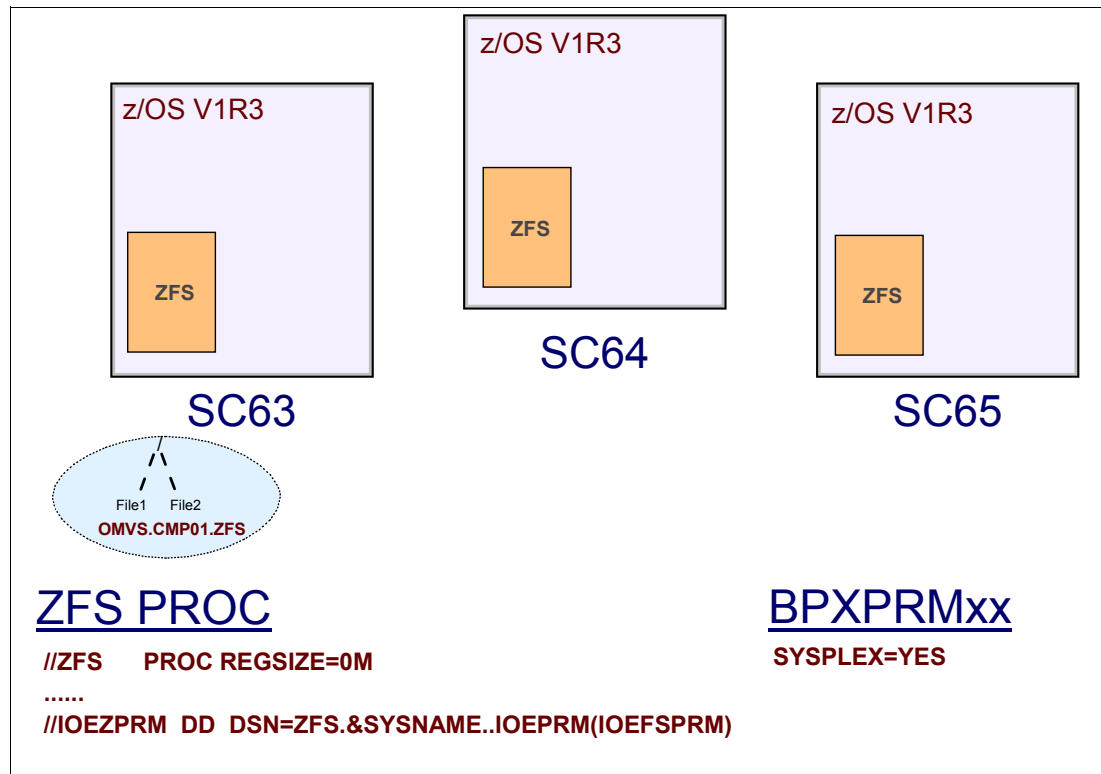 z/OS V1R3
ZFS
SC63
z/OS V1R3
ZFS
SC64
z/OS V1R3
ZFS
SC65
/
File1 File2
OMVS.CMP01.ZFS
ZFS PROC
//ZFS PROC REGSIZE=0M
......
//IOEZPRM DD DSN=ZFS.&SYSNAME..IOEPRM(IOEFSPRM)
BPXPRMxx
SYSPLEX=YES